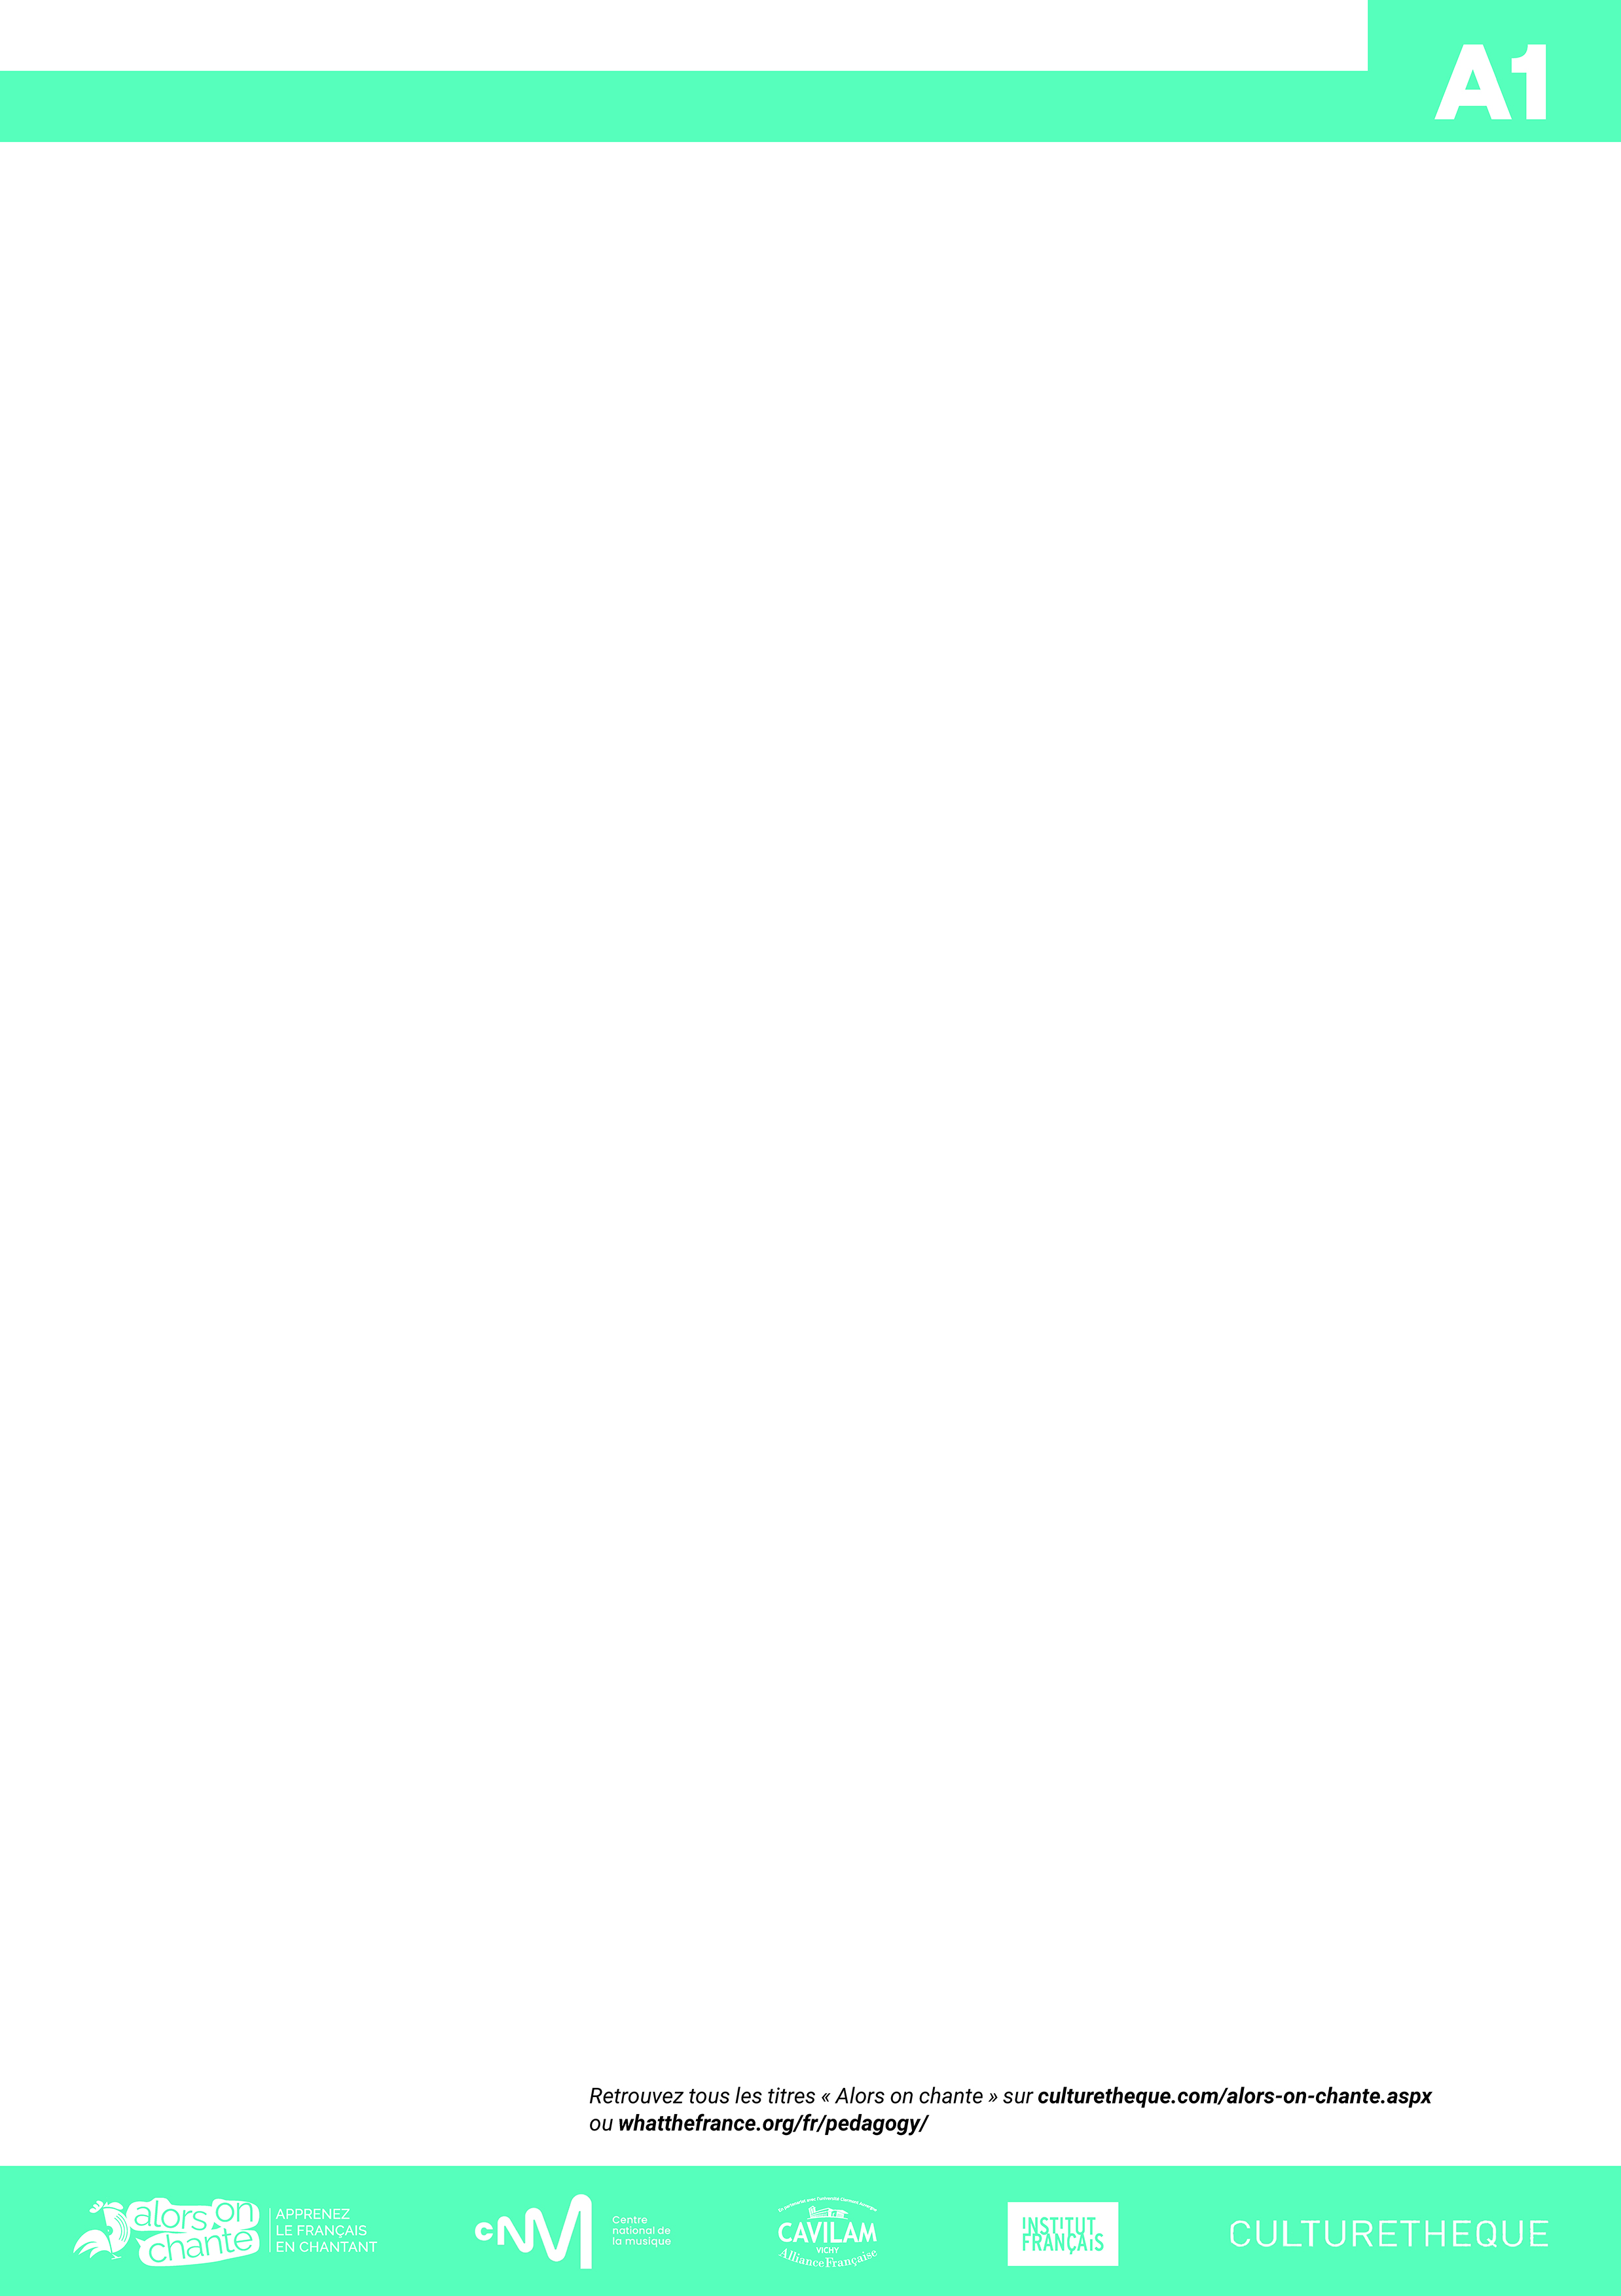 A1
Retrouvez tous les titres « Alors on chante » sur culturetheque.com/alors-on-chante.aspx
ou whatthefrance.org/fr/pedagogy/
alors on
chante
APPRENEZ
LE FRANÇAIS
EN CHANTANT
cNM
Centre
national de
la musique
CAVILAM
VICHY
Alliance Française
INSTITUT
FRANÇAIS
CULTURETHEQUE